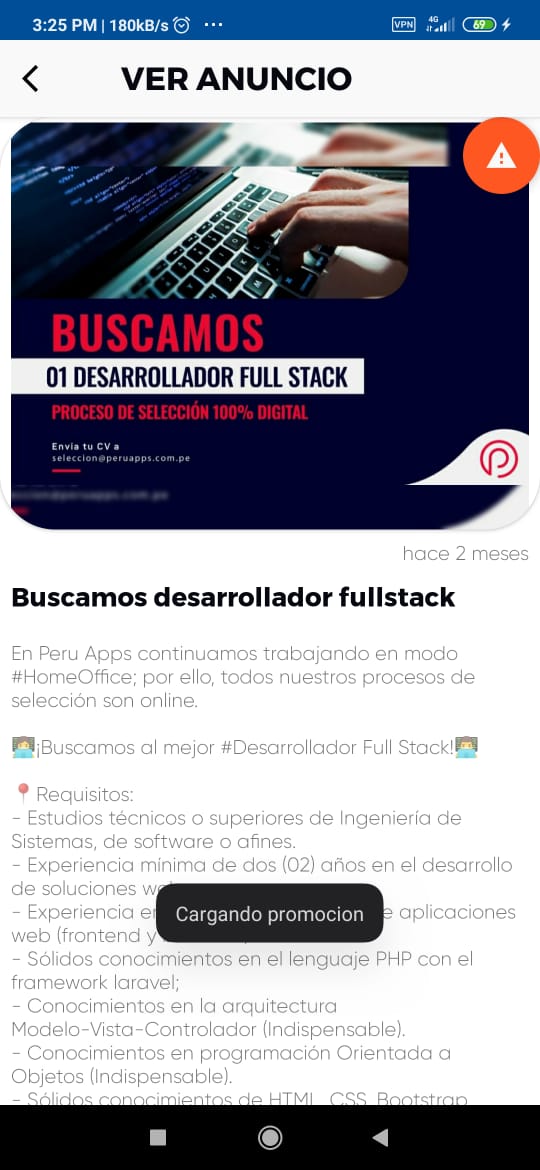 3:25 PM | 180kB/s ...
VPN 4G 69
VER ANUNCIO
BUSCAMOS
01 DESARROLLADOR FULL STACK
PROCESO DE SELECCIÓN 100% DIGITAL
Envia tu CV a
seleccion@peruapps.com.pe
eccion@peruapps.com.pe
hace 2 meses
Buscamos desarrollador fullstack
En Peru Apps continuamos trabajando en modo
#HomeOffice; por ello, todos nuestros procesos de
selección son online.
👩‍💻¡Buscamos al mejor #Desarrollador Full Stack!👨‍💻
📍Requisitos:
- Estudios técnicos o superiores de Ingeniería de
Sistemas, de software o afines.
- Experiencia mínima de dos (02) años en el desarrollo
de soluciones
- Experiencia aplicaciones
Cargando promocion
web (frontend y
- Sólidos conocimientos en el lenguaje PHP con el
framework laravel;
- Conocimientos en la arquitectura
Modelo-Vista-Controlador (Indispensable).
- Conocimientos en programación Orientada a
Objetos (Indispensable).
- Sólidos conocimientos de HTML, CSS, Bootstrap